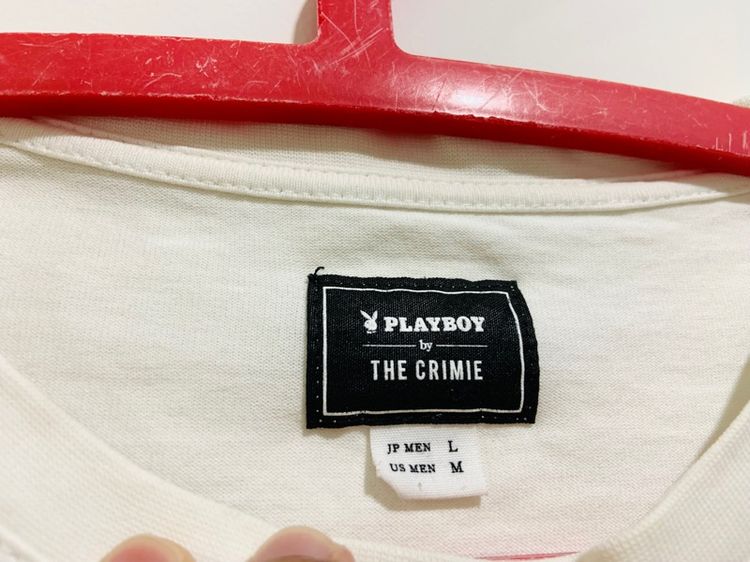 PLAYBOY
by
THE CRIMIE
JP MEN L
US MEN M